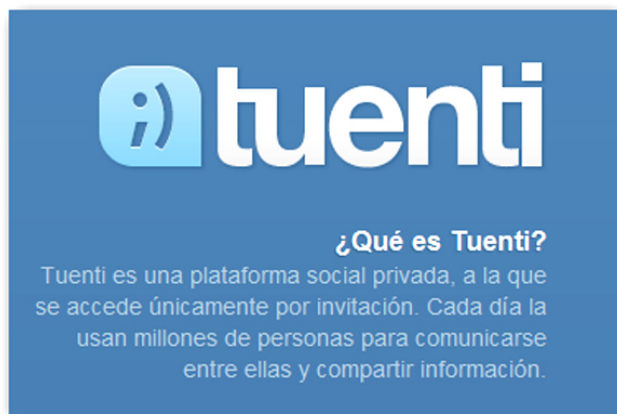 ;) tuenti
¿Qué es Tuenti?
Tuenti es una plataforma social privada, a la que
se accede únicamente por invitación. Cada día la
usan millones de personas para comunicarse
entre ellas y compartir información.